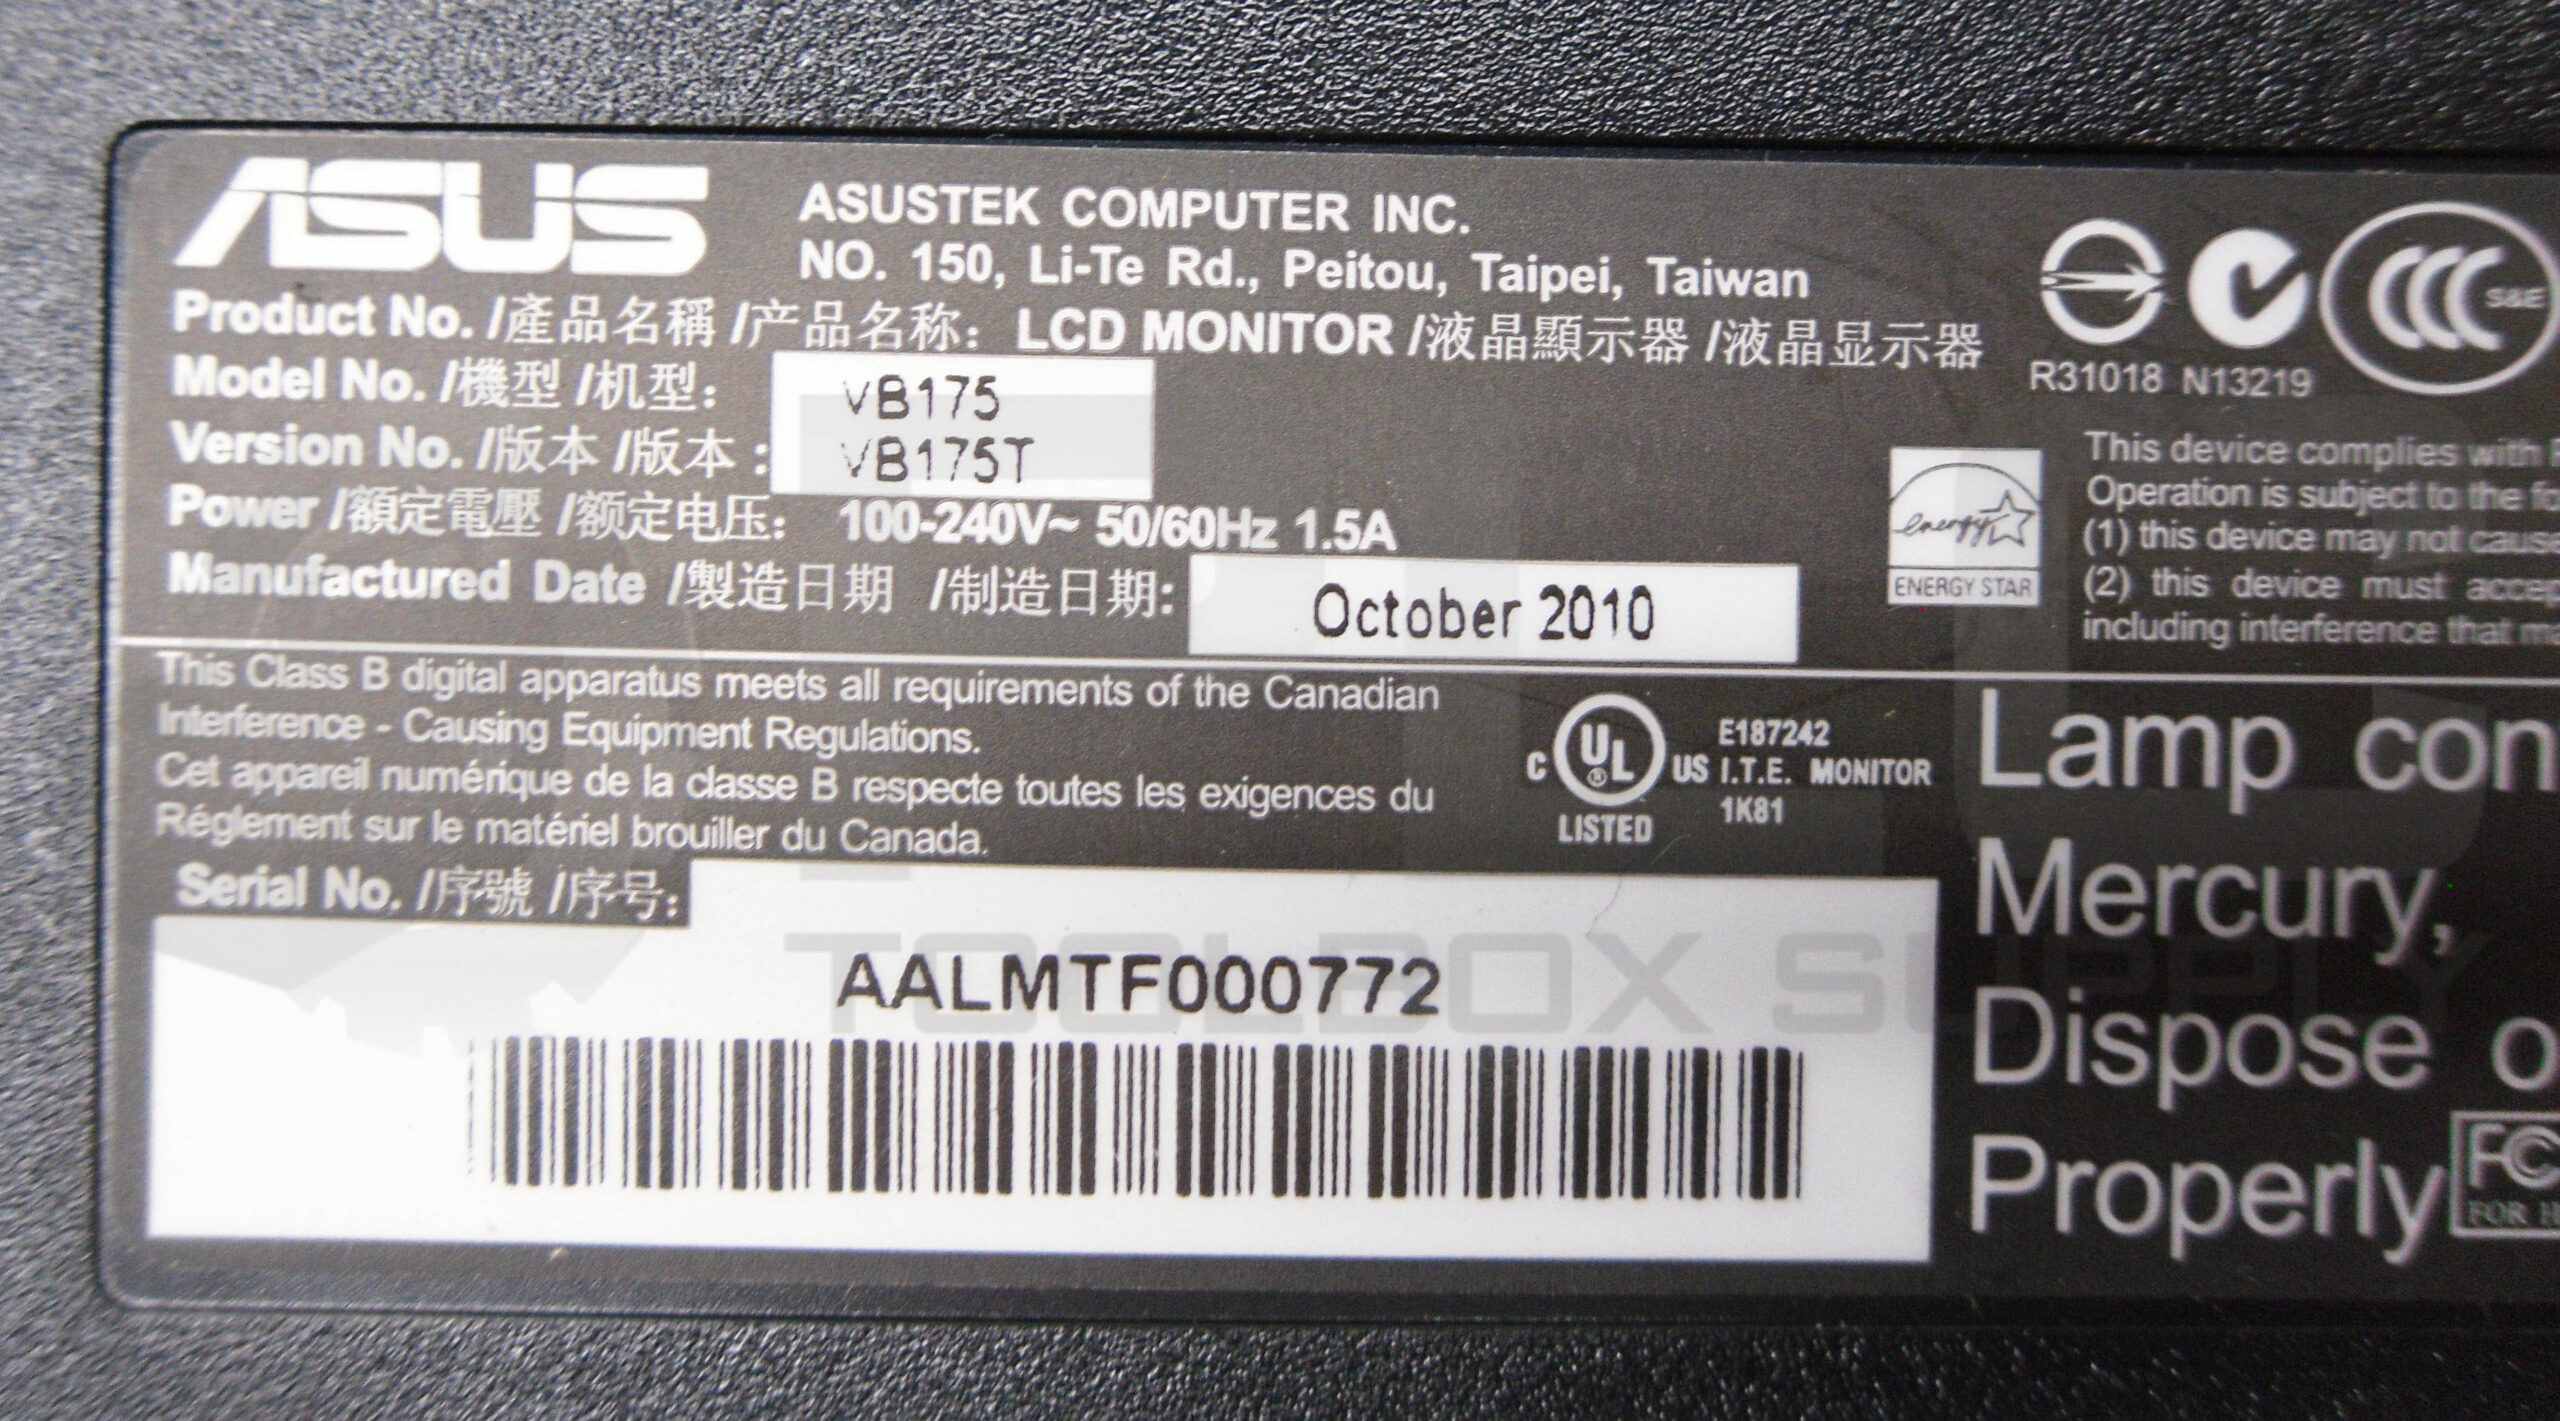 ASUS
ASUSTEK COMPUTER INC.
NO. 150, Li-Te Rd., Peitou, Taipei, Taiwan
Product No. /產品名稱 /产品名称: LCD MONITOR /液晶顯示器 /液晶显示器
Model No. /機型 /机型: VB175
Version No. /版本 /版本 : VB175T
Power /額定電壓 /额定电压: 100-240V~ 50/60Hz 1.5A
Manufactured Date /製造日期 /制造日期: October 2010
R31018 N13219
S&E
energy
ENERGY STAR
This device complies with
Operation is subject to the
(1) this device may not cause
(2) this device must
including interference that
This Class B digital apparatus meets all requirements of the Canadian
Interference - Causing Equipment Regulations.
Cet appareil numérique de la classe B respecte toutes les exigences du
Réglement sur le matériel brouiller du Canada.
C UL ® US
LISTED
E187242
I.T.E. MONITOR
1K81
Lamp con
Mercury,
Dispose o
Properly
FC
FOR H
Serial No. /序號 /序号:
AALMTF000772
TOOLBOX SUPPLY